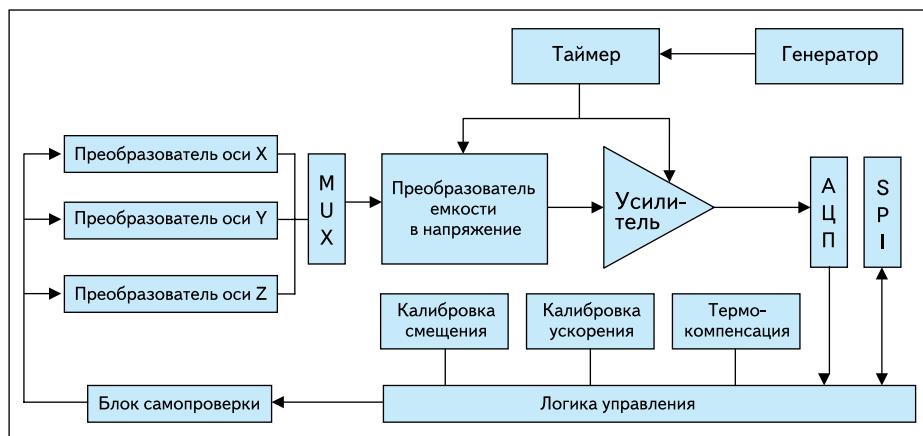 Таймер
Генератор
Преобразователь оси X
Преобразователь оси Y
Преобразователь оси Z
M
U
X
Преобразователь
емкости
в напряжение
Усили-
тель
А
Ц
П
S
P
I
Калибровка
смещения
Калибровка
ускорения
Термо-
компенсация
Блок самопроверки
Логика управления